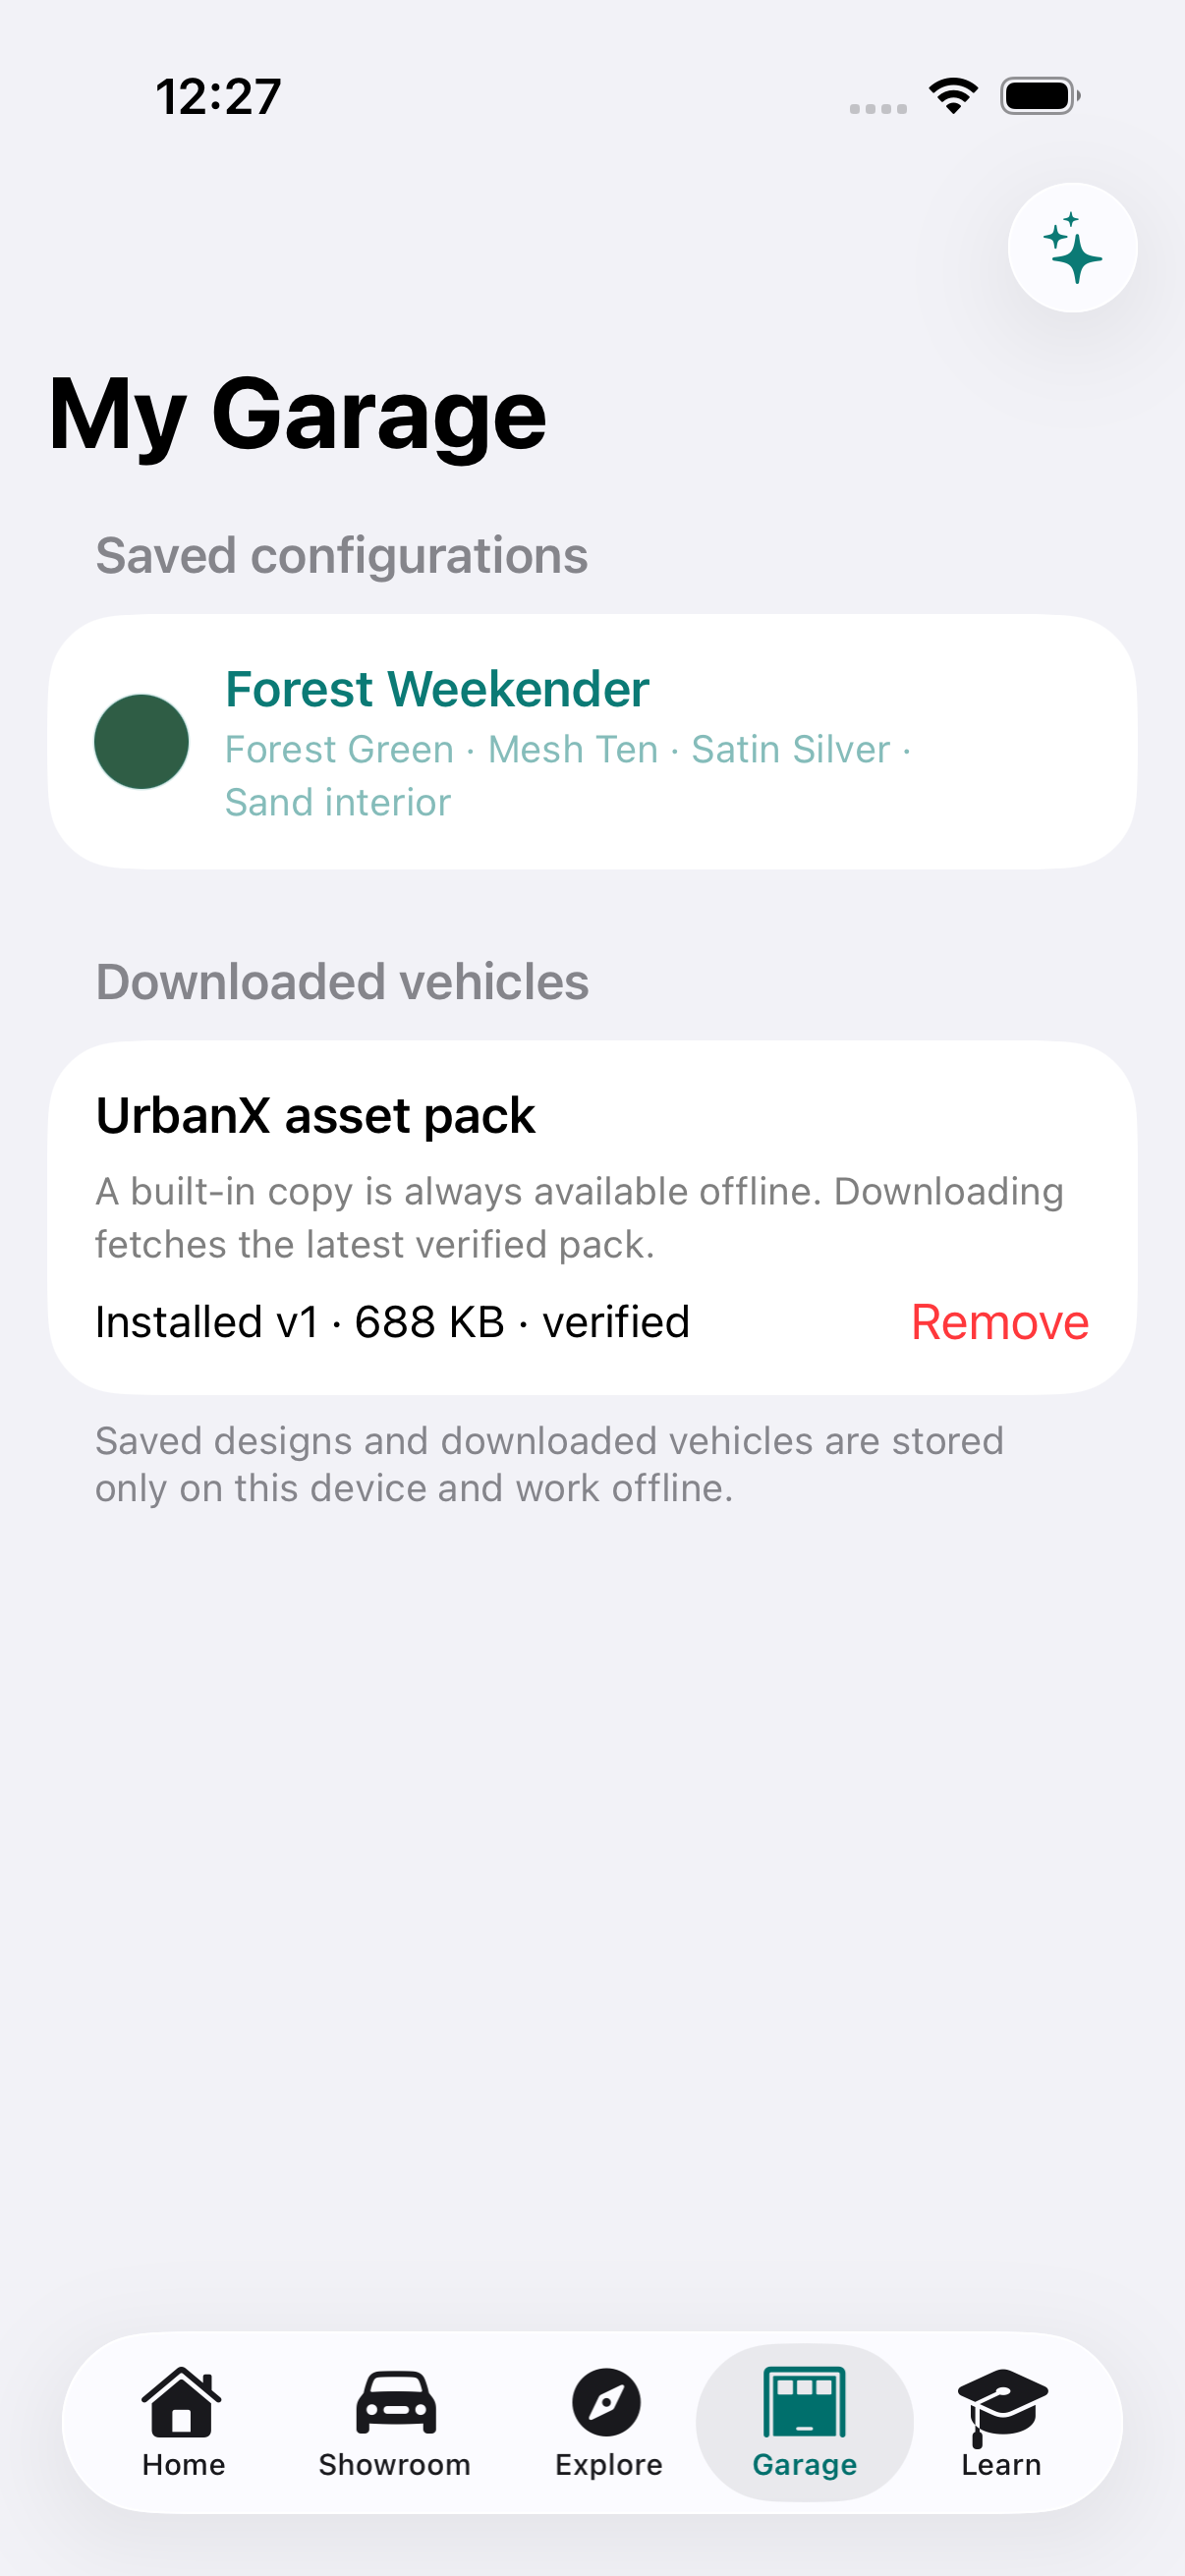 12:27
My Garage
Saved configurations
Forest Weekender
Forest Green · Mesh Ten · Satin Silver ·
Sand interior
Downloaded vehicles
UrbanX asset pack
A built-in copy is always available offline. Downloading
fetches the latest verified pack.
Installed v1 · 688 KB · verified
Remove
Saved designs and downloaded vehicles are stored
only on this device and work offline.
Home
Showroom
Explore
Garage
Learn